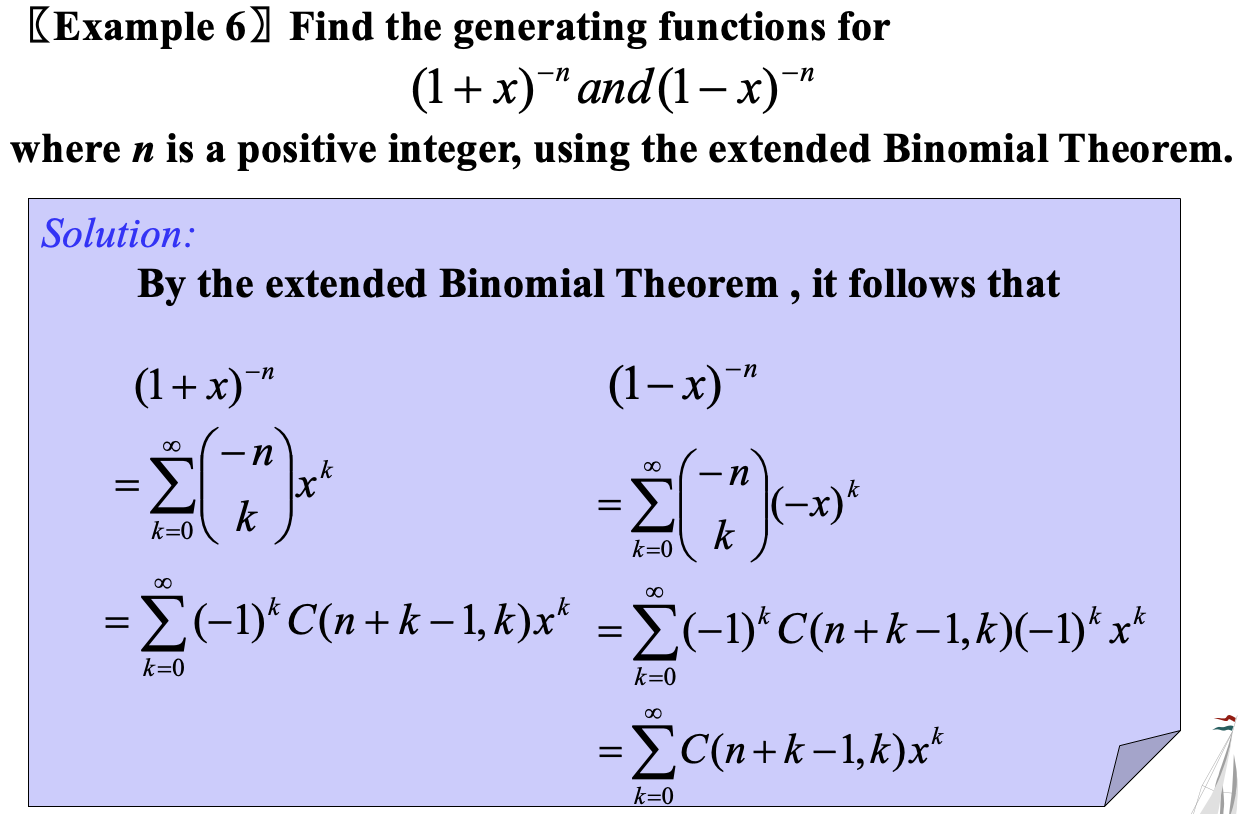 〖Example 6〗 Find the generating functions for
(1 + x)^{-n} and (1 − x)^{-n}
where n is a positive integer, using the extended Binomial Theorem.
Solution:
By the extended Binomial Theorem , it follows that
(1 + x)^{-n}
= \sum_{k=0}^{\infty} \binom{-n}{k} x^k
= \sum_{k=0}^{\infty} (-1)^k C(n + k − 1, k) x^k
(1 − x)^{-n}
= \sum_{k=0}^{\infty} \binom{-n}{k} (−x)^k
= \sum_{k=0}^{\infty} (−1)^k C(n + k − 1, k)(−1)^k x^k
= \sum_{k=0}^{\infty} C(n + k − 1, k) x^k